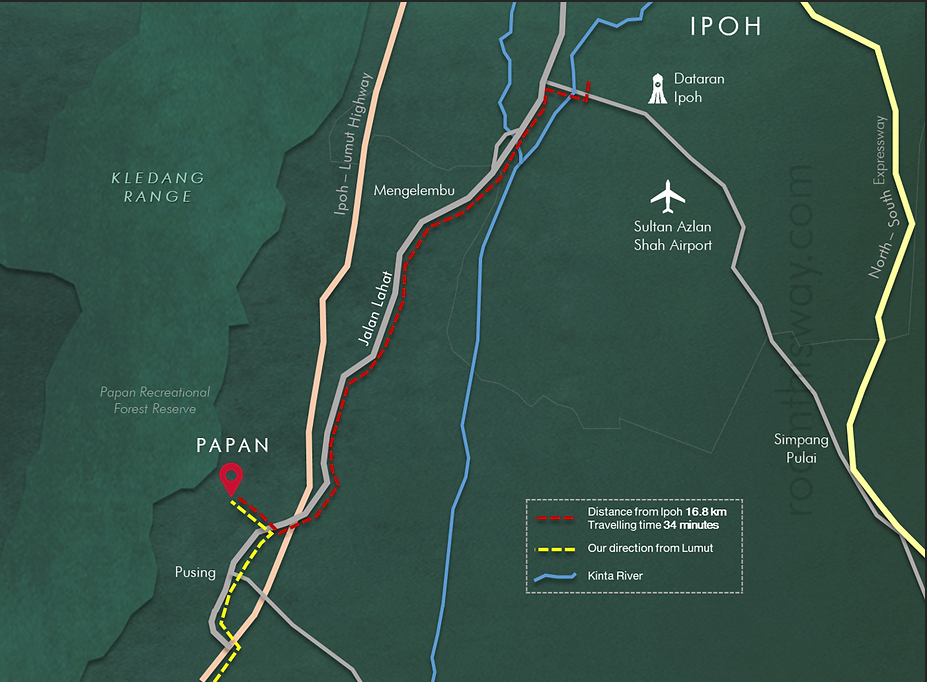 IPOH
Dataran
Ipoh
Ipoh – Lumut Highway
North – South Expressway
KLEDANG
RANGE
Mengelembu
Sultan Azlan
Shah Airport
Jalan Lahat
Papan Recreational
Forest Reserve
PAPAN
Simpang
Pulai
Distance from Ipoh 16.8 km
Travelling time 34 minutes
Our direction from Lumut
Kinta River
Pusing